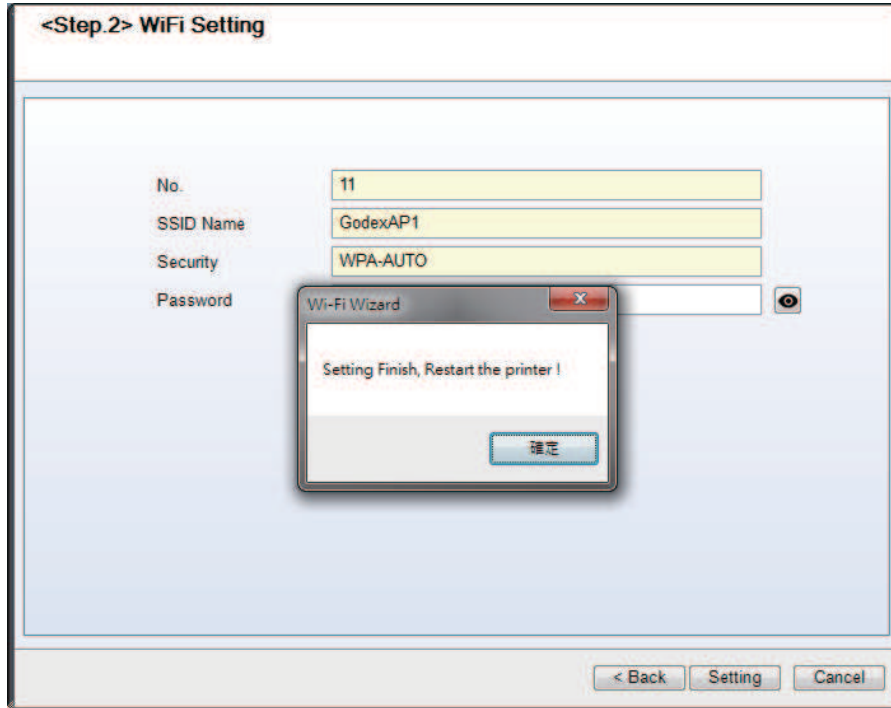 <Step.2> WiFi Setting
No. 11
SSID Name GodexAP1
Security WPA-AUTO
Password
Wi-Fi Wizard
Setting Finish, Restart the printer !
確定
< Back Setting Cancel